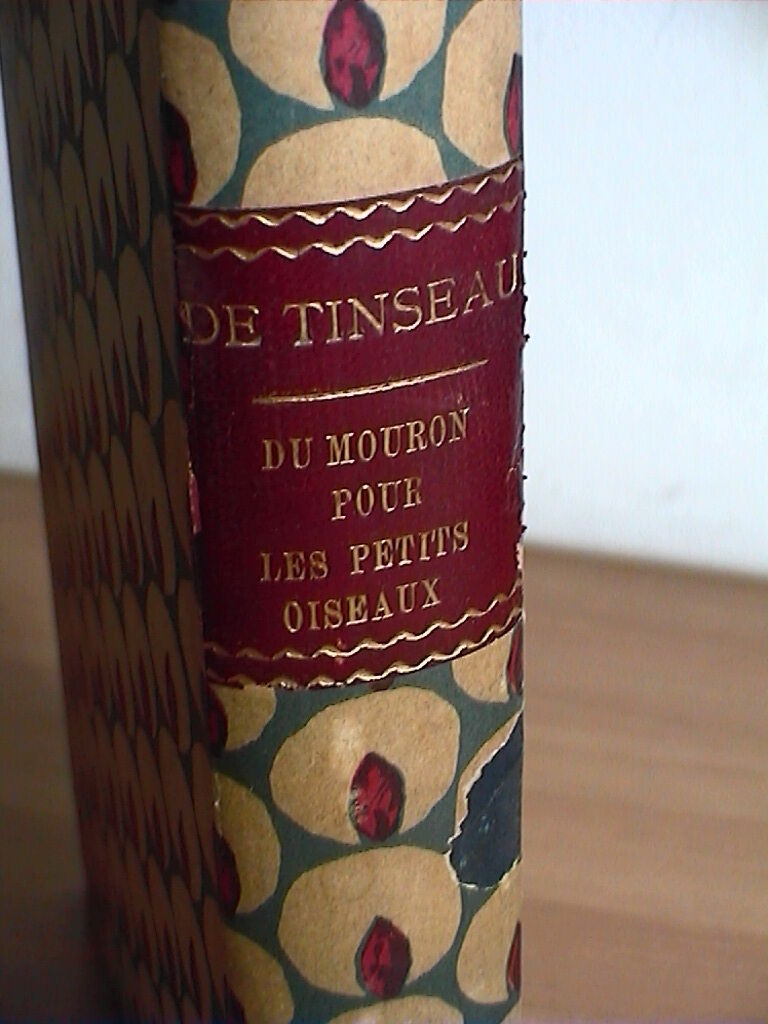 DE TINSEAU
DU MOURON
POUR
LES PETITS
OISEAUX